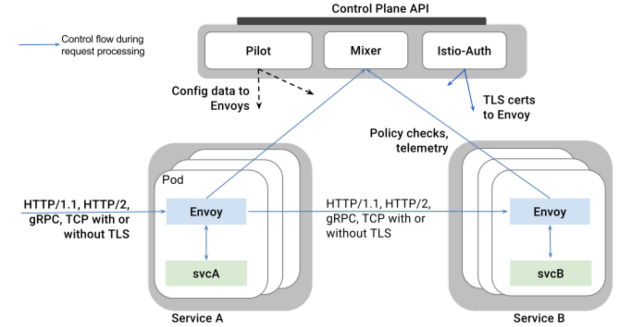 Control Plane API
Control flow during
request processing
Pilot
Mixer
Istio-Auth
Config data to
Envoys
TLS certs
to Envoy
Policy checks,
telemetry
Pod
HTTP/1.1, HTTP/2,
gRPC, TCP with or
without TLS
Envoy
HTTP/1.1, HTTP/2,
gRPC, TCP with or
without TLS
Envoy
svcA
svcB
Service A
Service B